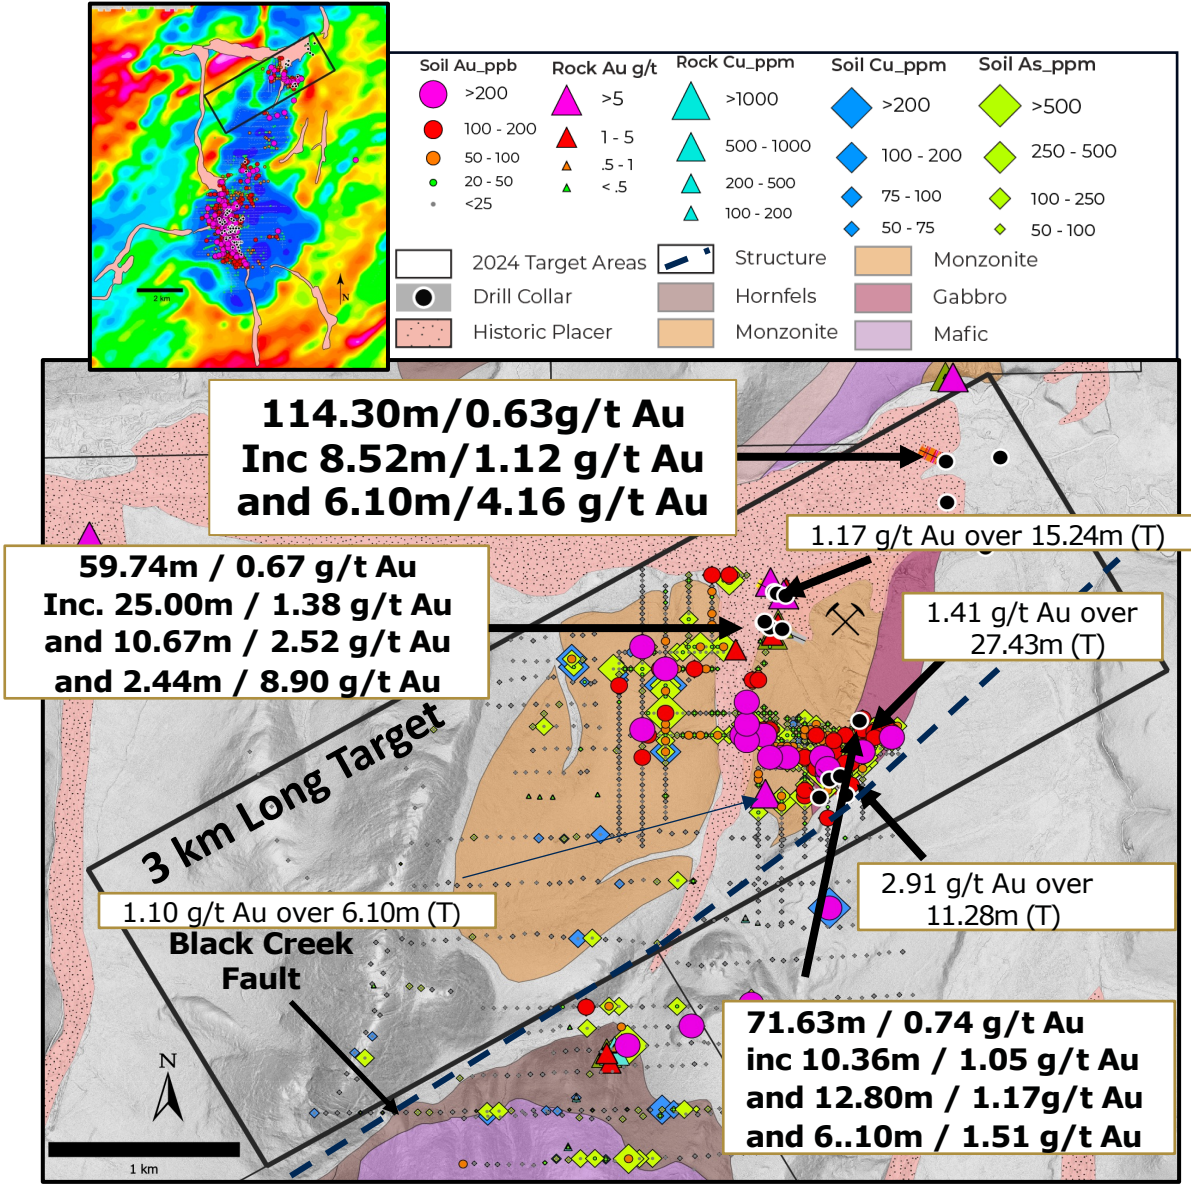 2 km
N
Soil Au_ppb
>200
100 - 200
50 - 100
20 - 50
<25
Rock Au g/t
>5
1 - 5
.5 - 1
< .5
Rock Cu_ppm
>1000
500 - 1000
200 - 500
100 - 200
Soil Cu_ppm
>200
100 - 200
75 - 100
50 - 75
Soil As_ppm
>500
250 - 500
100 - 250
50 - 100
2024 Target Areas
Drill Collar
Historic Placer
Structure
Hornfels
Monzonite
Monzonite
Gabbro
Mafic
114.30m/0.63g/t Au
Inc 8.52m/1.12 g/t Au
and 6.10m/4.16 g/t Au
1.17 g/t Au over 15.24m (T)
59.74m / 0.67 g/t Au
Inc. 25.00m / 1.38 g/t Au
and 10.67m / 2.52 g/t Au
and 2.44m / 8.90 g/t Au
1.41 g/t Au over
27.43m (T)
3 km Long Target
2.91 g/t Au over
11.28m (T)
1.10 g/t Au over 6.10m (T)
Black Creek
Fault
71.63m / 0.74 g/t Au
inc 10.36m / 1.05 g/t Au
and 12.80m / 1.17g/t Au
and 6..10m / 1.51 g/t Au
N
1 km